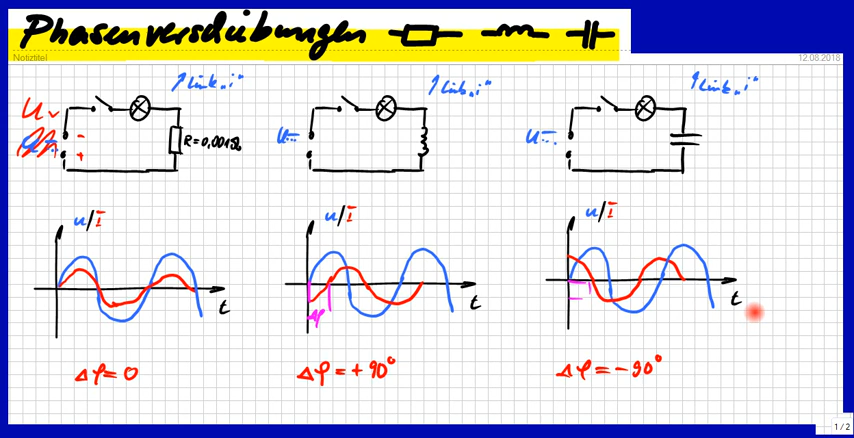 Phasenverschiebungen
Notiztitel
12.08.2018
U~
R=0,001Ω
U
U
u/I
u/I
u/I
t
t
t
φ
Δφ=0
Δφ=+90°
Δφ=-90°
1/2